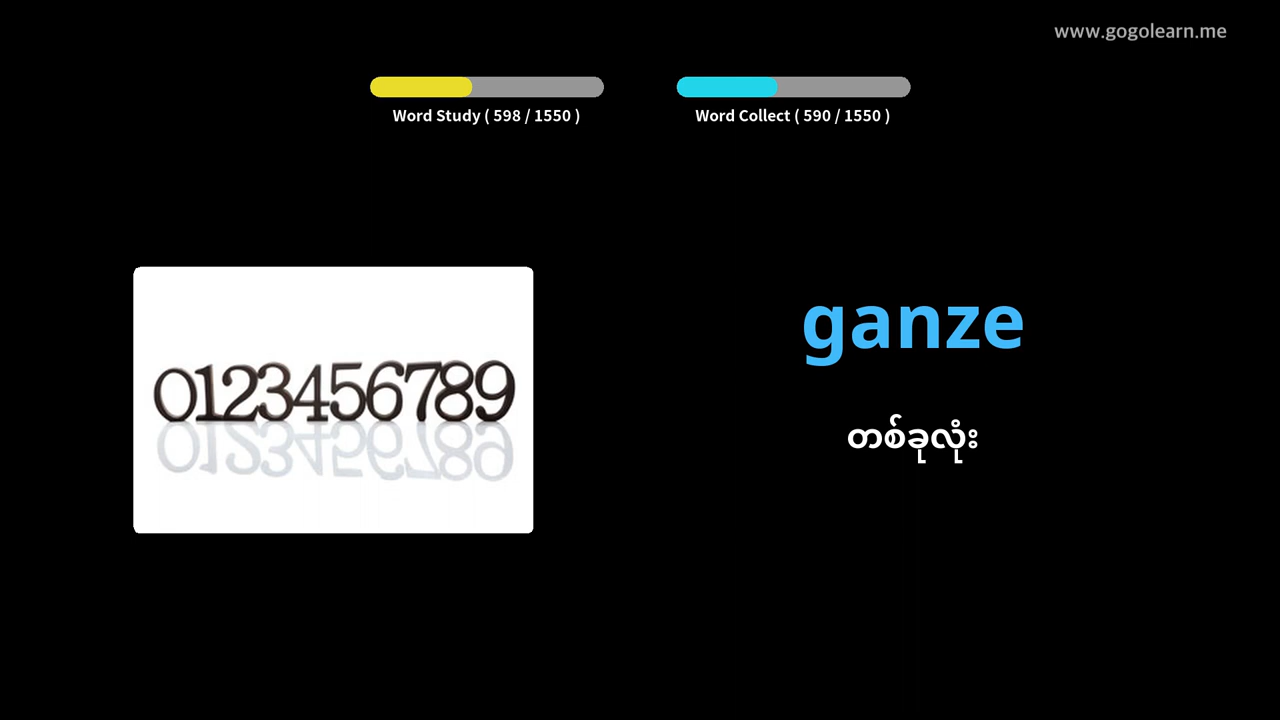 www.gogolearn.me
Word Study ( 598 / 1550 )
Word Collect ( 590 / 1550 )
0123456789
ganze
တစ်ခုလုံး